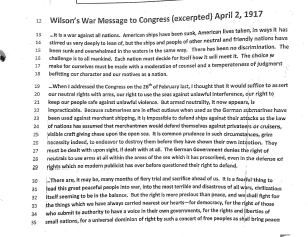 12 Wilson's War Message to Congress (excerpted) April 2, 1917
13 ...It is a war against all nations. American ships have been sunk, American lives taken, in ways it has
14 stirred us very deeply to learn of, but the ships and people of other neutral and friendly nations have
15 been sunk and overwhelmed in the waters in the same way. There has been no discrimination. The
16 challenge is to all mankind. Each nation must decide for itself how it will meet it. The choice we
17 make for ourselves must be made with a moderation of counsel and a temperateness of judgment
18 befitting our character and our motives as a nation.
19 ...When I addressed the Congress on the 26th of February last, I thought that it would suffice to assert
20 our neutral rights with arms, our right to use the seas against unlawful interference, our right to
21 keep our people safe against unlawful violence. But armed neutrality, it now appears, is
22 impracticable. Because submarines are in effect outlaws when used as the German submarines have
23 been used against merchant shipping, it is impossible to defend ships against their attacks as the law
24 of nations has assumed that merchantmen would defend themselves against privateers or cruisers,
25 visible craft giving chase upon the open sea. It is common prudence in such circumstances, grim
26 necessity indeed, to endeavor to destroy them before they have shown their own intention. They
27 must be dealt with upon sight, if dealt with at all. The German Government denies the right of
28 neutrals to use arms at all within the areas of the sea which it has proscribed, even in the defense of
29 rights which no modern publicist has ever before questioned their right to defend.
30 ...There are, it may be, many months of fiery trial and sacrifice ahead of us. It is a fearful thing to
31 lead this great peaceful people into war, into the most terrible and disastrous of all wars, civilization
32 itself seeming to be in the balance. But the right is more precious than peace, and we shall fight for
33 the things which we have always carried nearest our hearts—for democracy, for the right of those
34 who submit to authority to have a voice in their own governments, for the rights and liberties of
35 small nations, for a universal dominion of right by such a concert of free peoples as shall bring peace